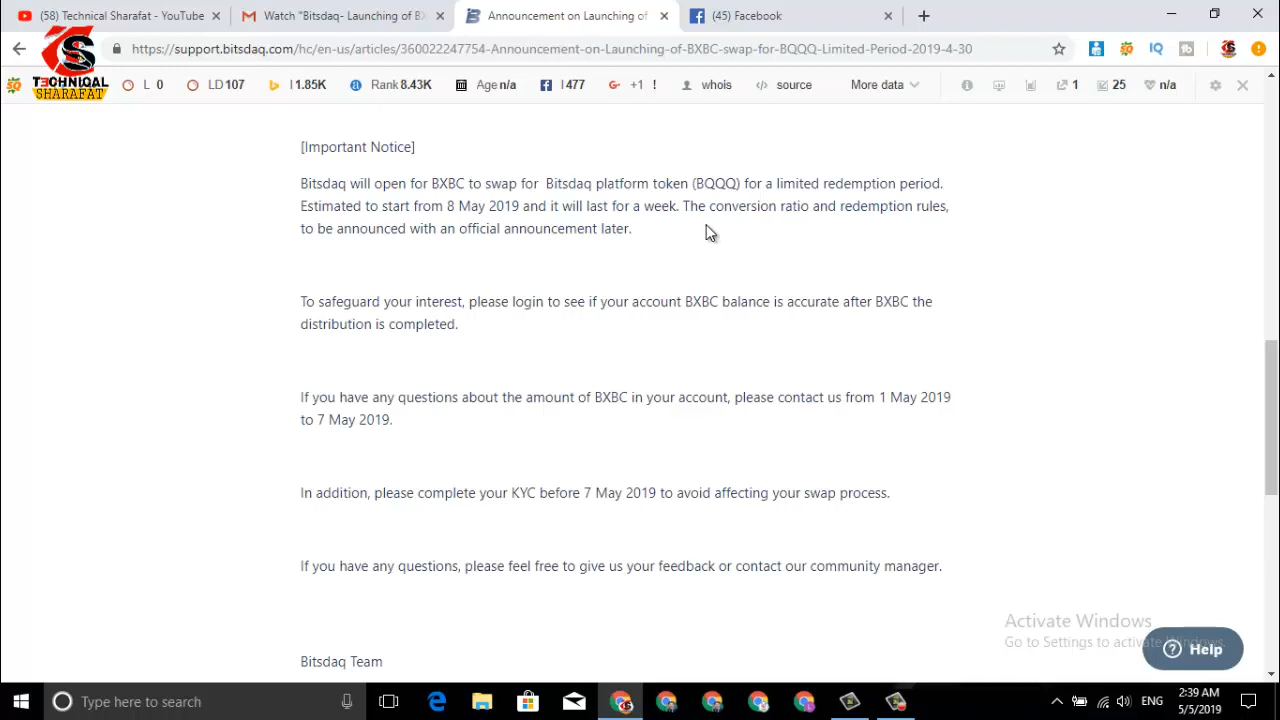 (58) Technical Sharafat - YouTube
Watch "Bitsdaq- Launching of BX
Announcement on Launching of
(45) Facebook
https://support.bitsdaq.com/hc/en-us/articles/360022247754-Announcement-on-Launching-of-BXBC-swap-for-BQQQ-Limited-Period-2019-4-30
TECHNIQAL
SHARAFAT
L 0
LD 107
I 1.85K
Rank 8.43K
Age n/a
I 477
+1 !
whois
source
More data
1
25
n/a
[Important Notice]
Bitsdaq will open for BXBC to swap for Bitsdaq platform token (BQQQ) for a limited redemption period.
Estimated to start from 8 May 2019 and it will last for a week. The conversion ratio and redemption rules,
to be announced with an official announcement later.
To safeguard your interest, please login to see if your account BXBC balance is accurate after BXBC the
distribution is completed.
If you have any questions about the amount of BXBC in your account, please contact us from 1 May 2019
to 7 May 2019.
In addition, please complete your KYC before 7 May 2019 to avoid affecting your swap process.
If you have any questions, please feel free to give us your feedback or contact our community manager.
Bitsdaq Team
Activate Windows
Go to Settings to activate Windows.
Help
Type here to search
ENG
2:39 AM
5/5/2019